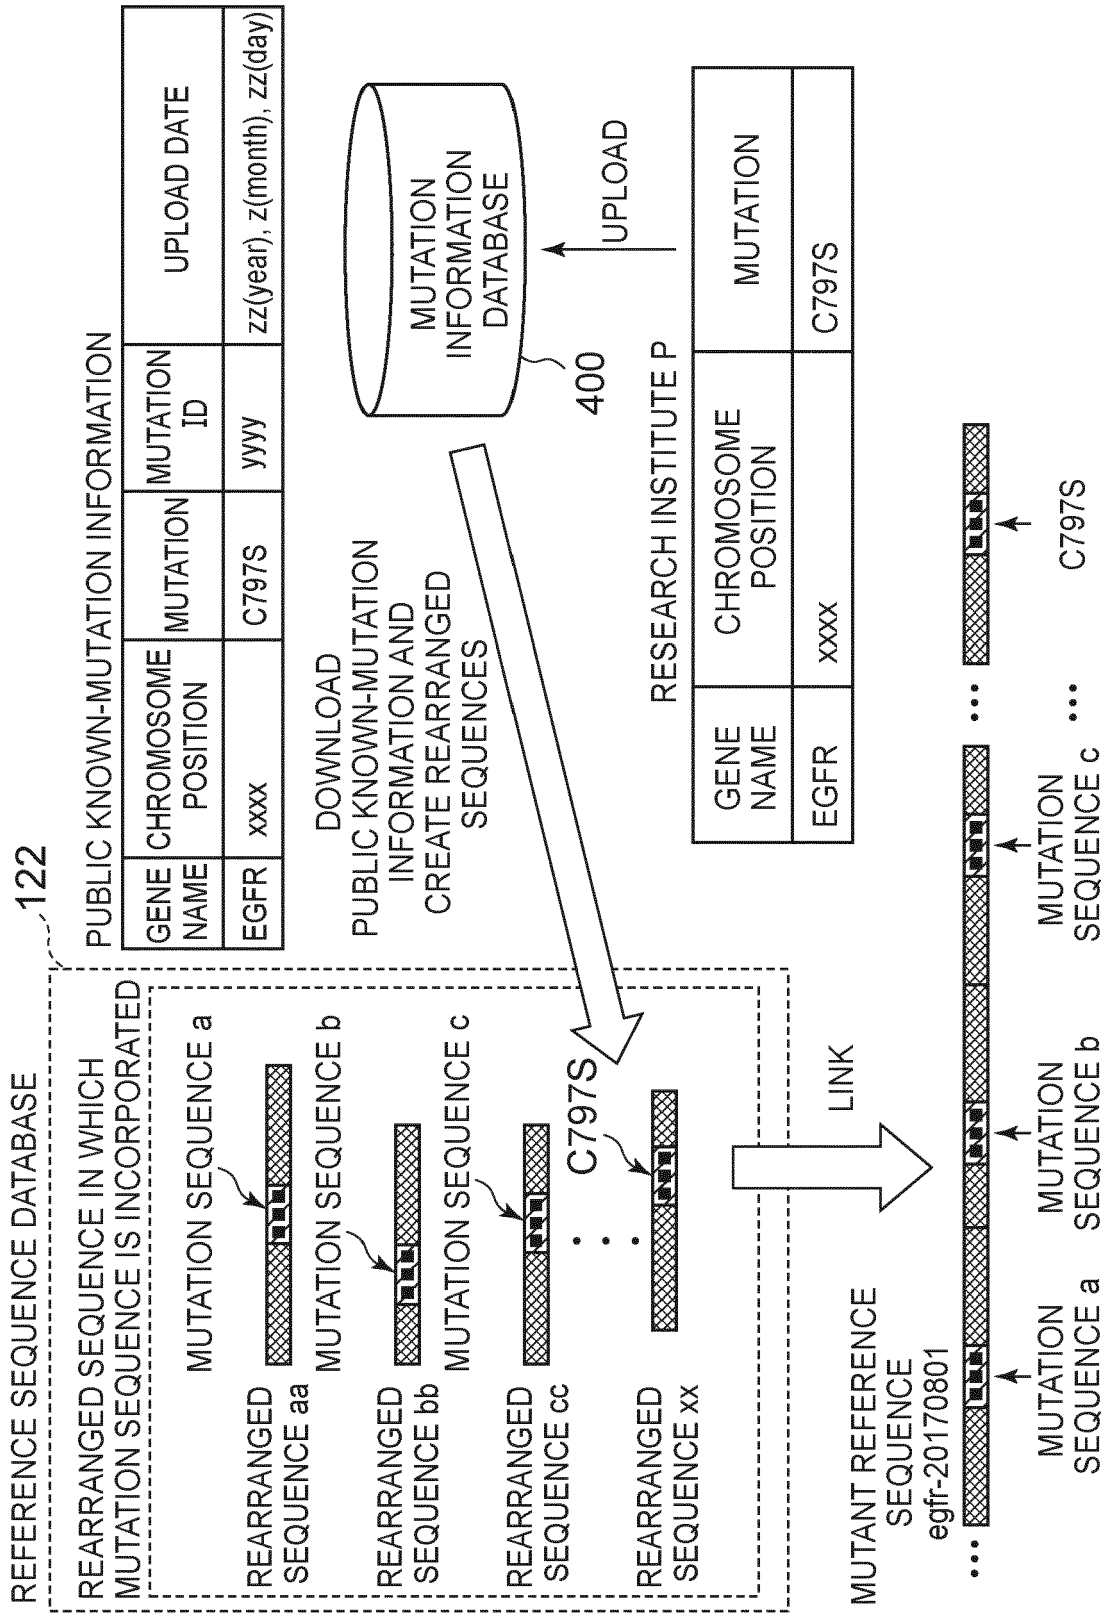 REFERENCE SEQUENCE DATABASE
122
REARRANGED SEQUENCE IN WHICH
MUTATION SEQUENCE IS INCORPORATED
REARRANGED
SEQUENCE aa
MUTATION SEQUENCE a
REARRANGED
SEQUENCE bb
MUTATION SEQUENCE b
REARRANGED
SEQUENCE cc
MUTATION SEQUENCE c
REARRANGED
SEQUENCE xx
C797S
PUBLIC KNOWN-MUTATION INFORMATION
GENE
NAME
CHROMOSOME
POSITION
MUTATION
MUTATION
ID
UPLOAD DATE
EGFR
xxxx
C797S
yyyy
zz(year), z(month), zz(day)
DOWNLOAD
PUBLIC KNOWN-MUTATION
INFORMATION AND
CREATE REARRANGED
SEQUENCES
MUTATION
INFORMATION
DATABASE
400
UPLOAD
RESEARCH INSTITUTE P
GENE
NAME
CHROMOSOME
POSITION
MUTATION
EGFR
xxxx
C797S
LINK
MUTANT REFERENCE
SEQUENCE
egfr-20170801
MUTATION
SEQUENCE a
MUTATION
SEQUENCE b
MUTATION
SEQUENCE c
...
C797S